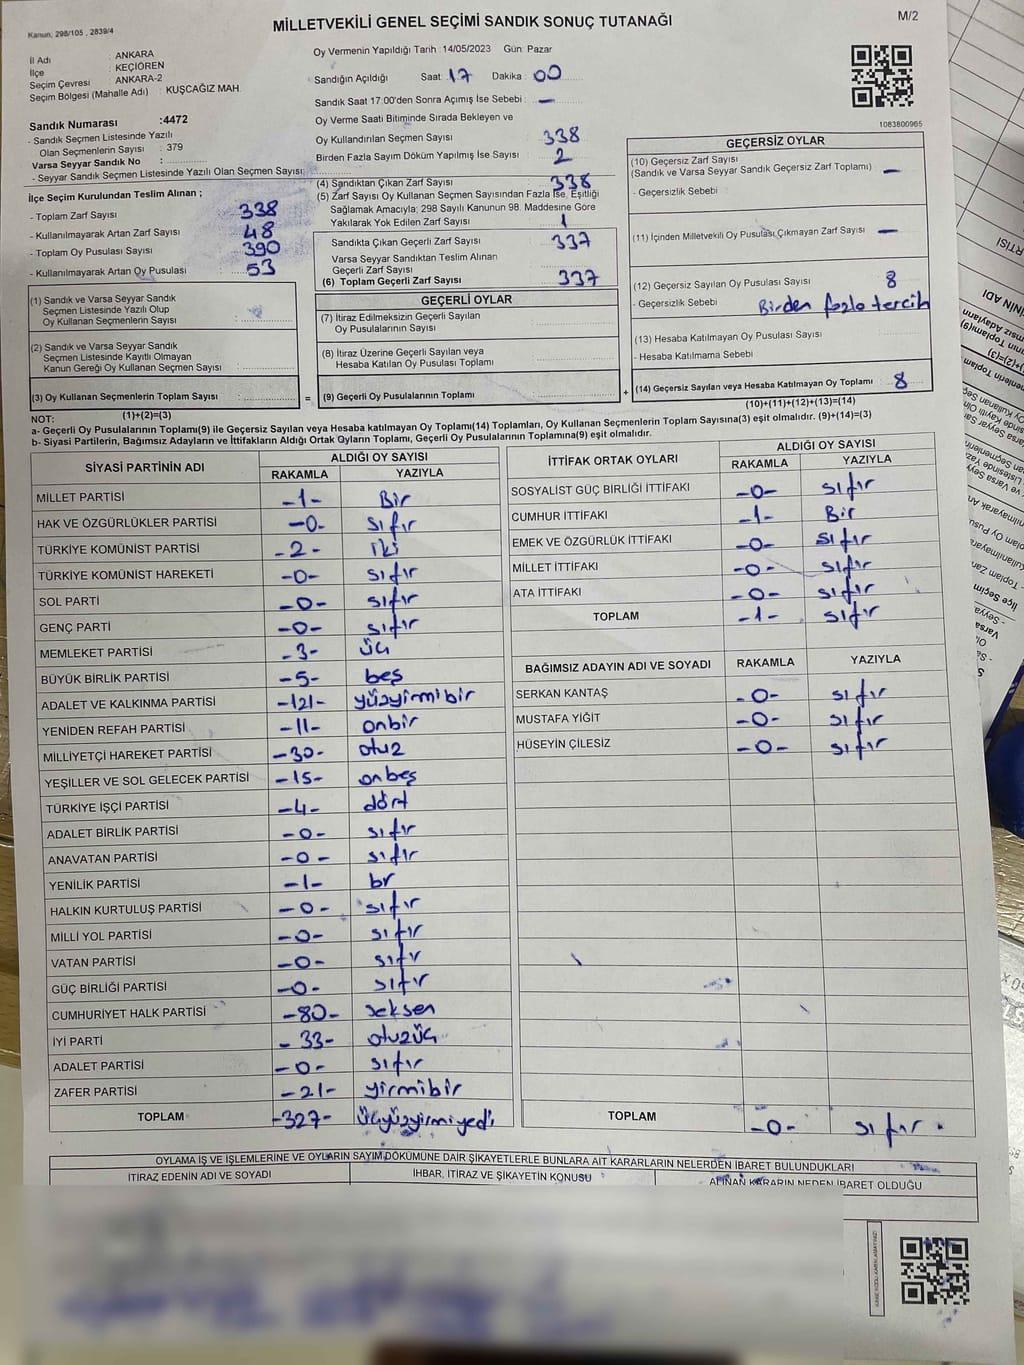 Kanun, 298/105 , 2839/4
MİLLETVEKİLİ GENEL SEÇİMİ SANDIK SONUÇ TUTANAĞI
M/2
İl Adı : ANKARA
İlçe : KEÇİÖREN
Seçim Çevresi : ANKARA-2
Seçim Bölgesi (Mahalle Adı) : KUŞCAĞIZ MAH.
Sandık Numarası :4472
- Sandık Seçmen Listesinde Yazılı
Olan Seçmenlerin Sayısı : 379
Varsa Seyyar Sandık No :
- Seyyar Sandık Seçmen Listesinde Yazılı Olan Seçmen Sayısı:
Oy Vermenin Yapıldığı Tarih :14/05/2023 Gün Pazar
Sandığın Açıldığı Saat : 17 Dakika : 00
Sandık Saat 17:00'den Sonra Açımış İse Sebebi : -
Oy Verme Saati Bitiminde Sırada Bekleyen ve
Oy Kullandırılan Seçmen Sayısı 338
Birden Fazla Sayım Döküm Yapılmış İse Sayısı 2
1083800965
İlçe Seçim Kurulundan Teslim Alınan ;
- Toplam Zarf Sayısı 338
- Kullanılmayarak Artan Zarf Sayısı : 48
- Toplam Oy Pusulası Sayısı 390
- Kullanılmayarak Artan Oy Pusulası : 53
(4) Sandıktan Çıkan Zarf Sayısı 338
(5) Zarf Sayısı Oy Kullanan Seçmen Sayısından Fazla İse, Eşitliği
Sağlamak Amacıyla; 298 Sayılı Kanunun 98. Maddesine Göre
Yakılarak Yok Edilen Zarf Sayısı 1
Sandıkta Çıkan Geçerli Zarf Sayısı 337
Varsa Seyyar Sandıktan Teslim Alınan
Geçerli Zarf Sayısı
(6) Toplam Geçerli Zarf Sayısı 337
GEÇERSİZ OYLAR
(10) Geçersiz Zarf Sayısı
(Sandık ve Varsa Seyyar Sandık Geçersiz Zarf Toplamı) -
- Geçersizlik Sebebi :
(11) İçinden Milletvekili Oy Pusulası Çıkmayan Zarf Sayısı -
(12) Geçersiz Sayılan Oy Pusulası Sayısı 8
- Geçersizlik Sebebi : Birden fazla tercih
(13) Hesaba Katılmayan Oy Pusulası Sayısı
- Hesaba Katılmama Sebebi :
(14) Geçersiz Sayılan veya Hesaba Katılmayan Oy Toplamı 8
(10)+(11)+(12)+(13)=(14)
(1) Sandık ve Varsa Seyyar Sandık
Seçmen Listesinde Yazılı Olup
Oy Kullanan Seçmenlerin Sayısı :
(2) Sandık ve Varsa Seyyar Sandık
Seçmen Listesinde Kayıtlı Olmayan
Kanun Gereği Oy Kullanan Seçmen Sayısı :
(3) Oy Kullanan Seçmenlerin Toplam Sayısı :
(1)+(2)=(3)
GEÇERLİ OYLAR
(7) İtiraz Edilmeksizin Geçerli Sayılan
Oy Pusulalarının Sayısı :
(8) İtiraz Üzerine Geçerli Sayılan veya
Hesaba Katılan Oy Pusulası Toplamı :
= (9) Geçerli Oy Pusulalarının Toplamı : +
NOT:
a- Geçerli Oy Pusulalarının Toplamı(9) ile Geçersiz Sayılan veya Hesaba katılmayan Oy Toplamı(14) Toplamları, Oy Kullanan Seçmenlerin Toplam Sayısına(3) eşit olmalıdır. (9)+(14)=(3)
b- Siyasi Partilerin, Bağımsız Adayların ve İttifakların Aldığı Ortak Oyların Toplamı, Geçerli Oy Pusulalarının Toplamına(9) eşit olmalıdır.
SİYASİ PARTİNİN ADI ALDIĞI OY SAYISI
RAKAMLA YAZIYLA
MİLLET PARTİSİ -1- Bir
HAK VE ÖZGÜRLÜKLER PARTİSİ -0- sıfır
TÜRKİYE KOMÜNİST PARTİSİ -2- iki
TÜRKİYE KOMÜNİST HAREKETİ -0- sıfır
SOL PARTİ -0- sıfır
GENÇ PARTİ -0- sıfır
MEMLEKET PARTİSİ -3- üç
BÜYÜK BİRLİK PARTİSİ -5- beş
ADALET VE KALKINMA PARTİSİ -121- yüzyirmibir
YENİDEN REFAH PARTİSİ -11- onbir
MİLLİYETÇİ HAREKET PARTİSİ -30- otuz
YEŞİLLER VE SOL GELECEK PARTİSİ -15- onbeş
TÜRKİYE İŞÇİ PARTİSİ -4- dört
ADALET BİRLİK PARTİSİ -0- sıfır
ANAVATAN PARTİSİ -0- sıfır
YENİLİK PARTİSİ -1- br
HALKIN KURTULUŞ PARTİSİ -0- sıfır
MİLLİ YOL PARTİSİ -0- sıfır
VATAN PARTİSİ -0- sıfır
GÜÇ BİRLİĞİ PARTİSİ -0- sıfır
CUMHURİYET HALK PARTİSİ -80- seksen
İYİ PARTİ -33- otuzüç
ADALET PARTİSİ -0- sıfır
ZAFER PARTİSİ -21- yirmibir
TOPLAM -327- üçyüzyirmiyedi
İTTİFAK ORTAK OYLARI ALDIĞI OY SAYISI
RAKAMLA YAZIYLA
SOSYALİST GÜÇ BİRLİĞİ İTTİFAKI -0- sıfır
CUMHUR İTTİFAKI -1- Bir
EMEK VE ÖZGÜRLÜK İTTİFAKI -0- sıfır
MİLLET İTTİFAKI -0- sıfır
ATA İTTİFAKI -0- sıfır
TOPLAM -1- sıfır
BAĞIMSIZ ADAYIN ADI VE SOYADI RAKAMLA YAZIYLA
SERKAN KANTAŞ -0- sıfır
MUSTAFA YİĞİT -0- sıfır
HÜSEYİN ÇİLESİZ -0- sıfır
TOPLAM -0- sıfır.
OYLAMA İŞ VE İŞLEMLERİNE VE OYLARIN SAYIM DÖKÜMÜNE DAİR ŞİKAYETLERLE BUNLARA AİT KARARLARIN NELERDEN İBARET BULUNDUKLARI
İTİRAZ EDENİN ADI VE SOYADI İHBAR, İTİRAZ VE ŞİKAYETİN KONUSU ALINAN KARARIN NEDEN İBARET OLDUĞU